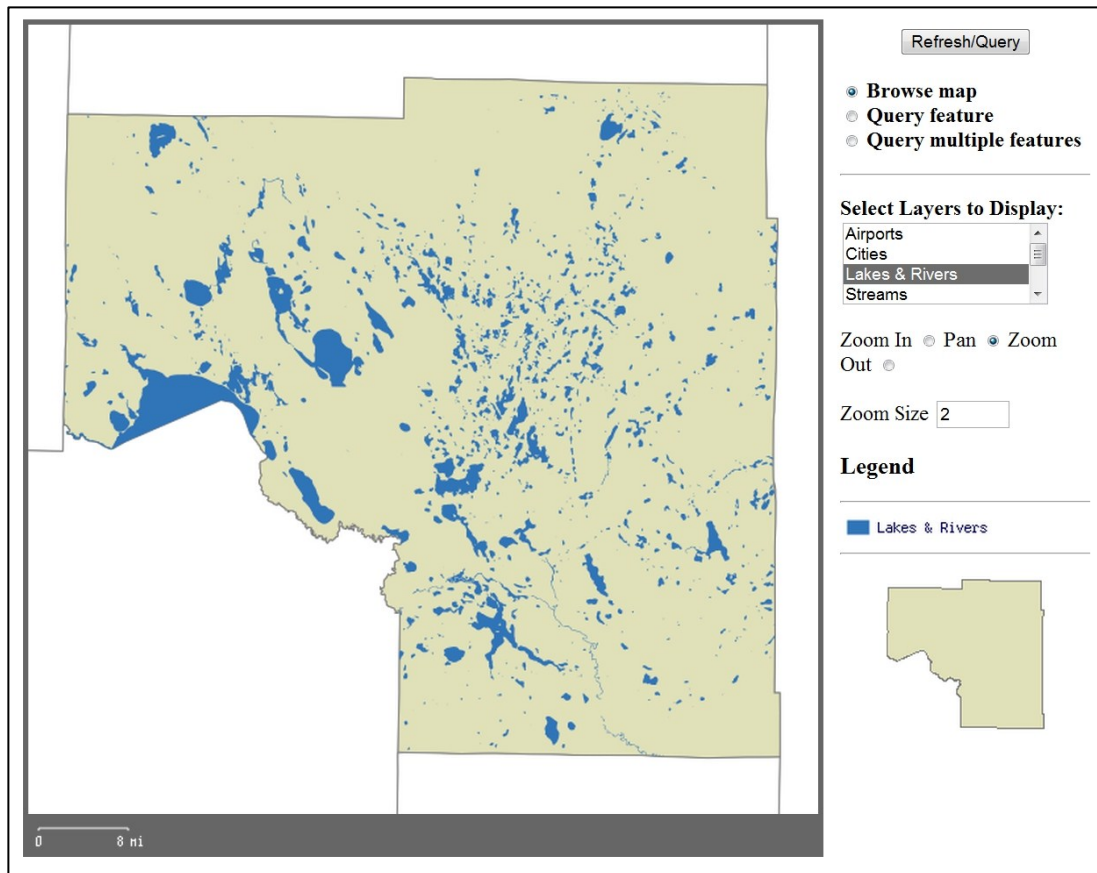 Refresh/Query
Browse map
Query feature
Query multiple features
Select Layers to Display:
Airports
Cities
Lakes & Rivers
Streams
Zoom In Pan Zoom
Out
Zoom Size 2
Legend
Lakes & Rivers
0 8 mi